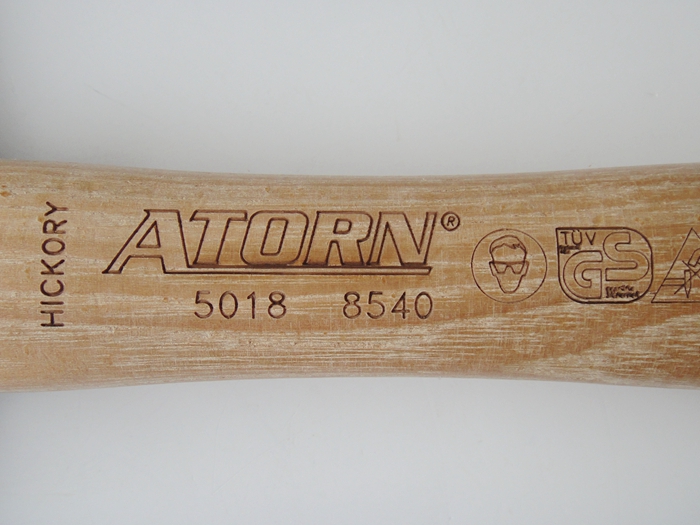 HICKORY
ATORN®
5018 8540
TÜV
GS